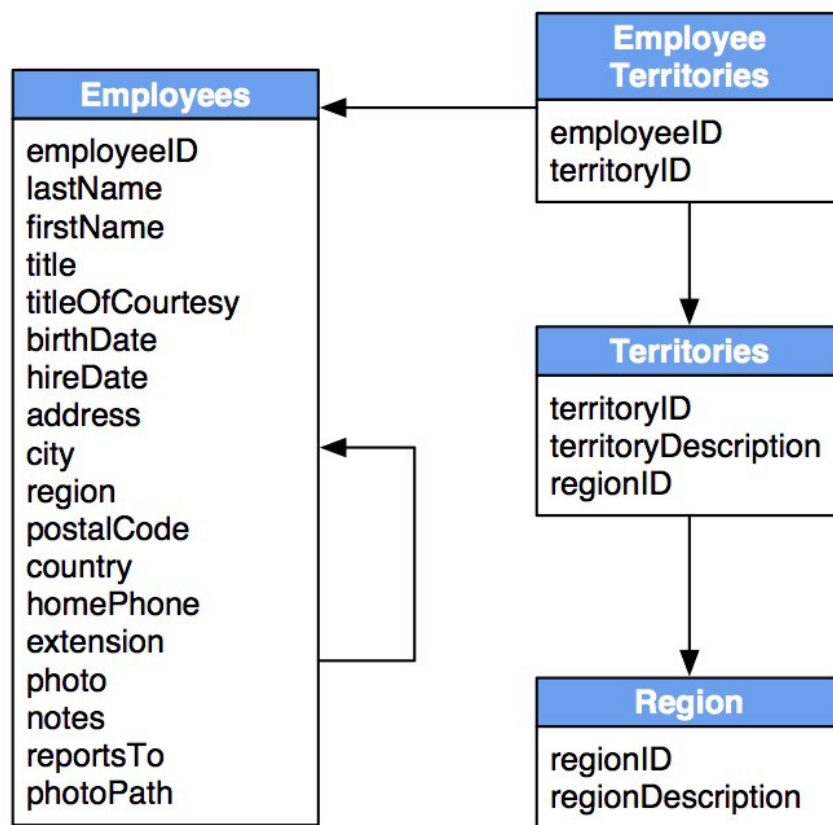 Employees
employeeID
lastName
firstName
title
titleOfCourtesy
birthDate
hireDate
address
city
region
postalCode
country
homePhone
extension
photo
notes
reportsTo
photoPath
Employee
Territories
employeeID
territoryID
Territories
territoryID
territoryDescription
regionID
Region
regionID
regionDescription